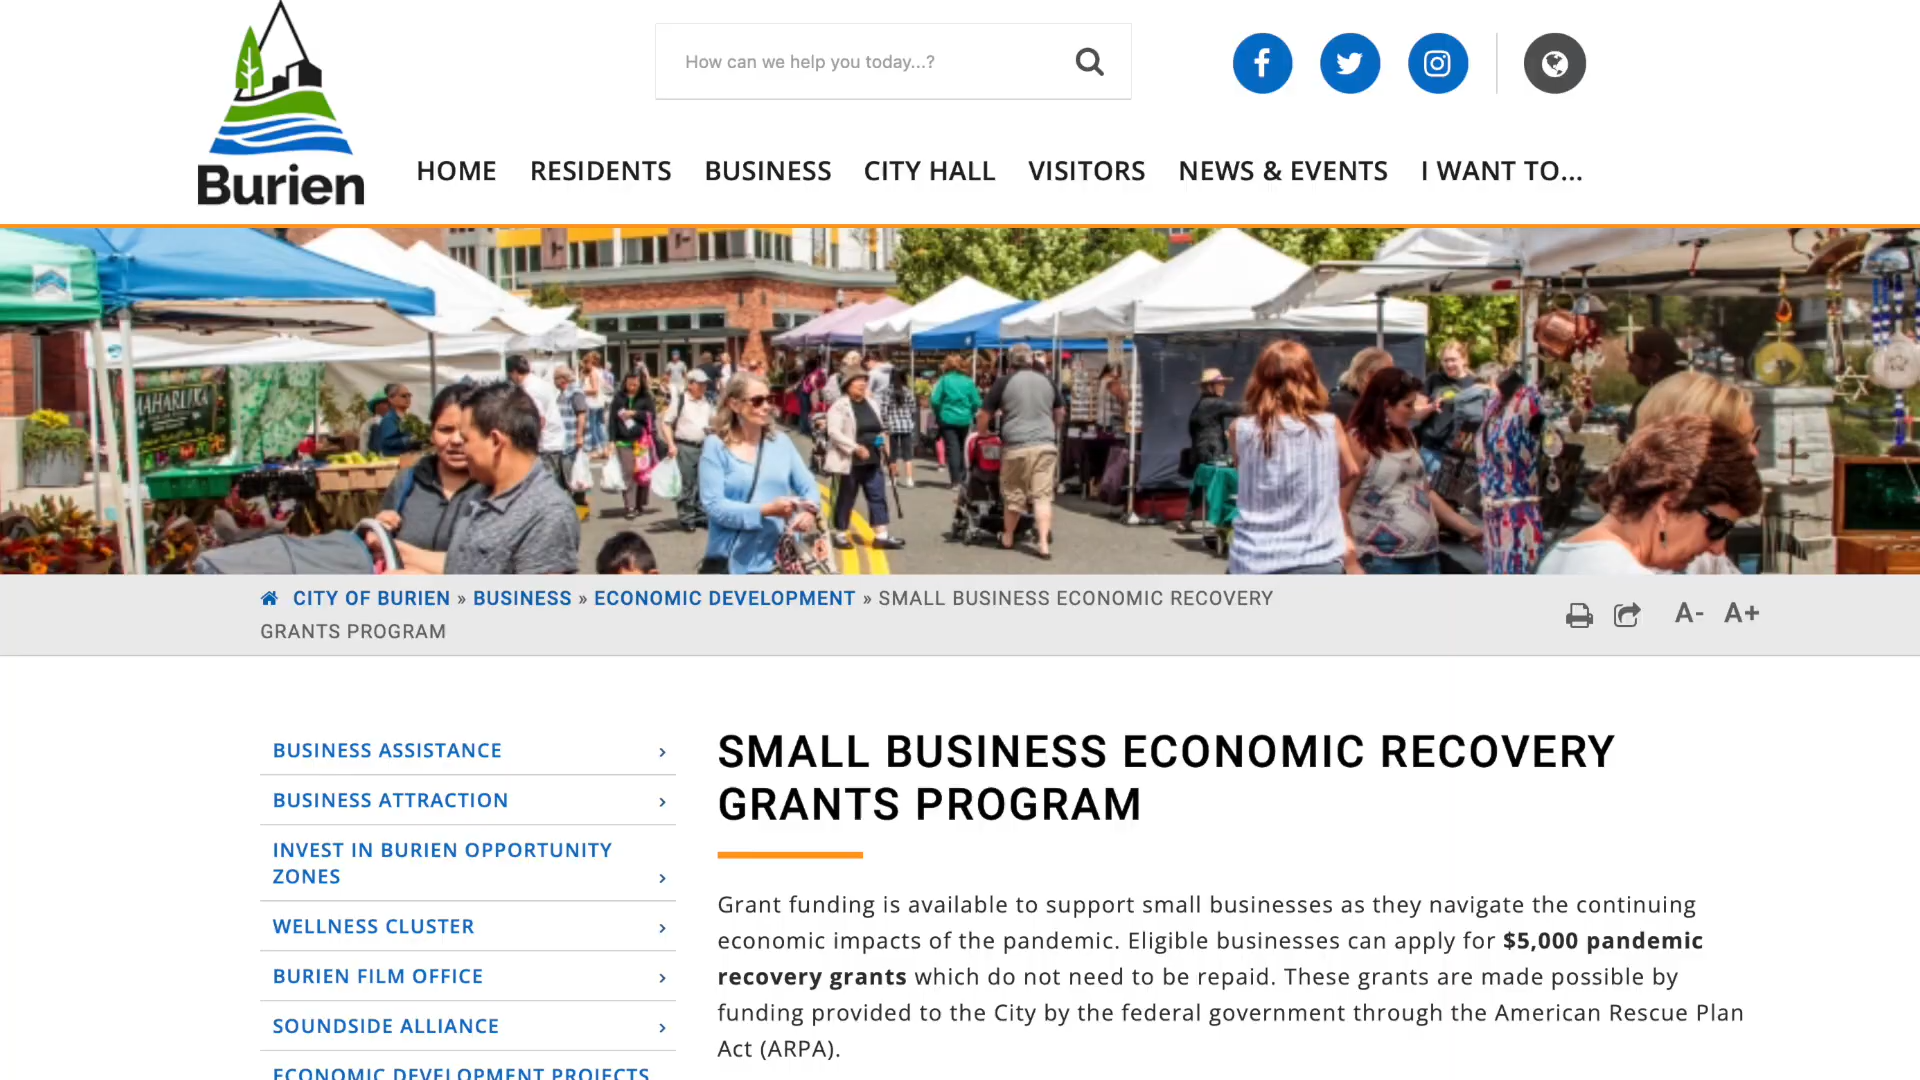 How can we help you today...?
Burien
HOME RESIDENTS BUSINESS CITY HALL VISITORS NEWS & EVENTS I WANT TO...
MAHARLIKA
CITY OF BURIEN » BUSINESS » ECONOMIC DEVELOPMENT » SMALL BUSINESS ECONOMIC RECOVERY
GRANTS PROGRAM
A- A+
BUSINESS ASSISTANCE
BUSINESS ATTRACTION
INVEST IN BURIEN OPPORTUNITY
ZONES
WELLNESS CLUSTER
BURIEN FILM OFFICE
SOUNDSIDE ALLIANCE
ECONOMIC DEVELOPMENT PROJECTS
SMALL BUSINESS ECONOMIC RECOVERY
GRANTS PROGRAM
Grant funding is available to support small businesses as they navigate the continuing
economic impacts of the pandemic. Eligible businesses can apply for $5,000 pandemic
recovery grants which do not need to be repaid. These grants are made possible by
funding provided to the City by the federal government through the American Rescue Plan
Act (ARPA).